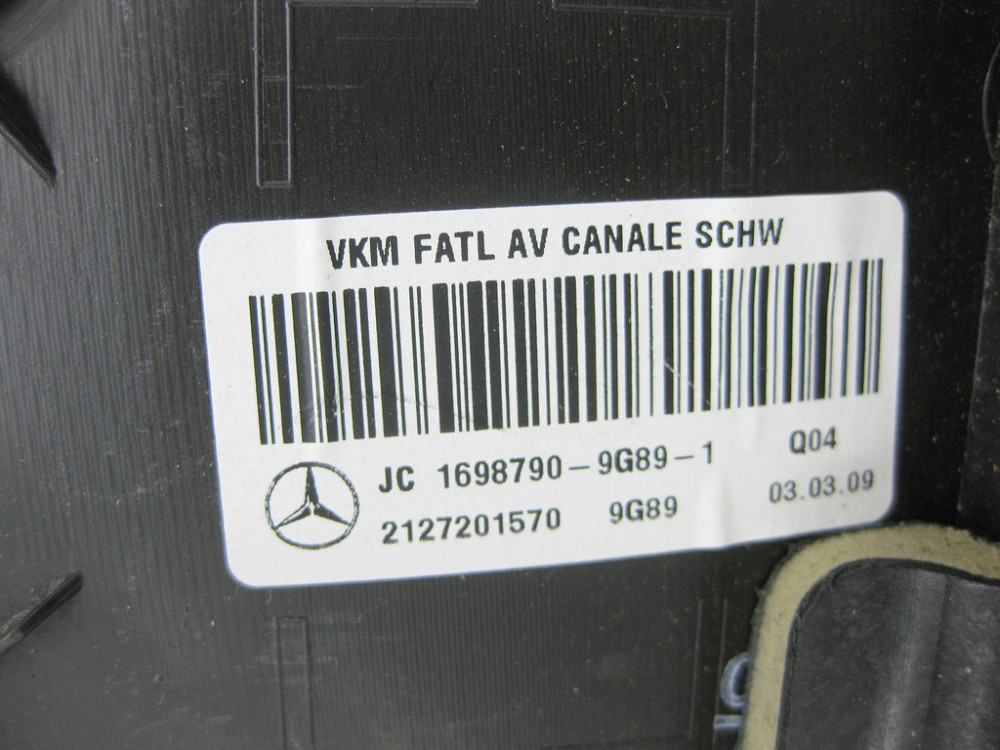 VKM FATL AV CANALE SCHW
JC 1698790-9G89-1 Q04
2127201570 9G89 03.03.09